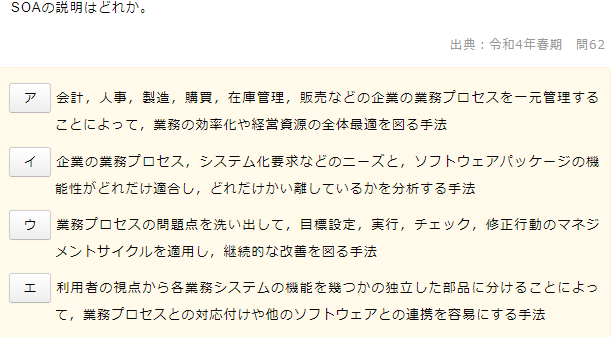 SOAの説明はどれか。
出典：令和4年春期　問62
ア 会計，人事，製造，購買，在庫管理，販売などの企業の業務プロセスを一元管理する
ことによって，業務の効率化や経営資源の全体最適を図る手法
イ 企業の業務プロセス，システム化要求などのニーズと，ソフトウェアパッケージの機
能性がどれだけ適合し，どれだけかい離しているかを分析する手法
ウ 業務プロセスの問題点を洗い出して，目標設定，実行，チェック，修正行動のマネジ
メントサイクルを適用し，継続的な改善を図る手法
エ 利用者の視点から各業務システムの機能を幾つかの独立した部品に分けることによっ
て，業務プロセスとの対応付けや他のソフトウェアとの連携を容易にする手法